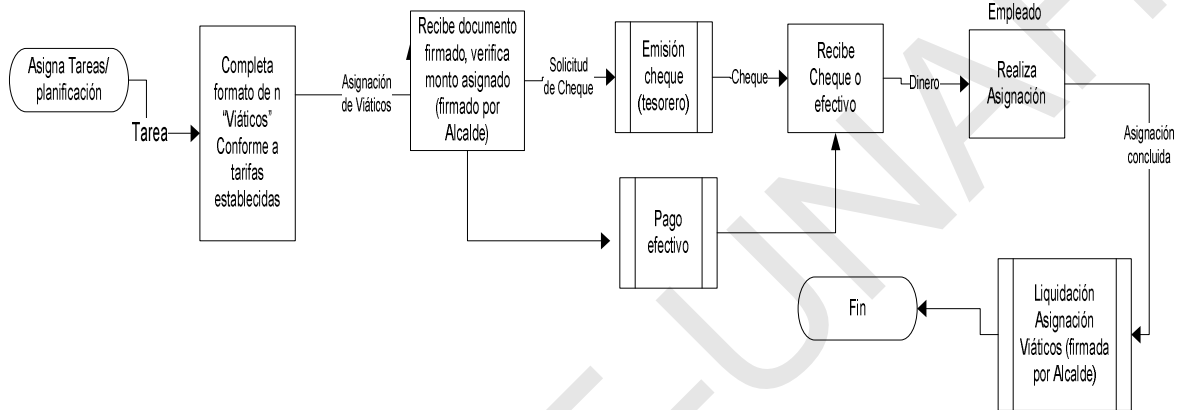 Asigna Tareas/
planificación
Tarea
Completa
formato de n
"Viáticos"
Conforme a
tarifas
establecidas
Asignación
de Viáticos
Recibe documento
firmado, verifica
monto asignado
(firmado por
Alcalde)
Solicitud
de Cheque
Emisión
cheque
(tesorero)
Cheque
Recibe
Cheque o
efectivo
Dinero
Empleado
Realiza
Asignación
Asignación
concluida
Pago
efectivo
Liquidación
Asignación
Viáticos (firmada
por Alcalde)
Fin